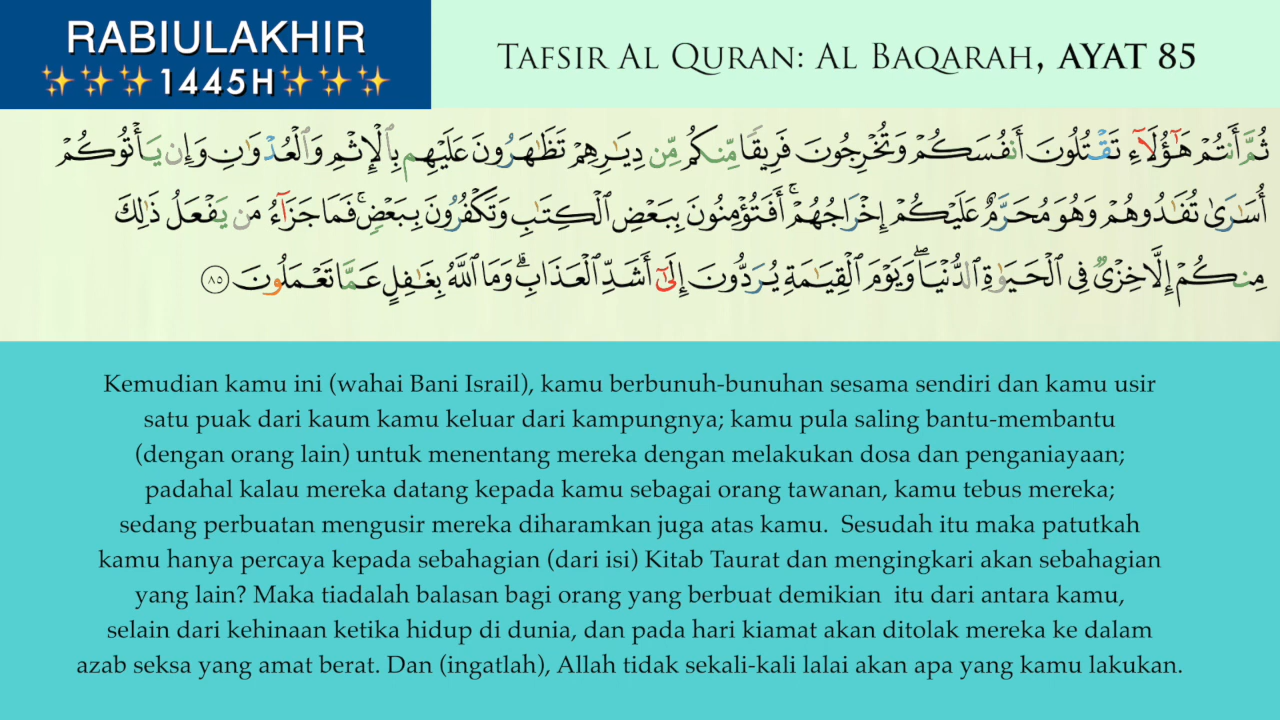 RABIULAKHIR
✨✨✨1445H✨✨✨
TAFSIR AL QURAN: AL BAQARAH, AYAT 85
ثُمَّ أَنتُمْ هَـٰٓؤُلَآءِ تَقْتُلُونَ أَنفُسَكُمْ وَتُخْرِجُونَ فَرِيقًا مِّنكُم مِّن دِيَـٰرِهِمْ تَظَـٰهَرُونَ عَلَيْهِم بِٱلْإِثْمِ وَٱلْعُدْوَٰنِ وَإِن يَأْتُوكُمْ
أُسَـٰرَىٰ تُفَـٰدُوهُمْ وَهُوَ مُحَرَّمٌ عَلَيْكُمْ إِخْرَاجُهُمْ ۚ أَفَتُؤْمِنُونَ بِبَعْضِ ٱلْكِتَـٰبِ وَتَكْفُرُونَ بِبَعْضٍ ۚ فَمَا جَزَآءُ مَن يَفْعَلُ ذَٰلِكَ
مِنكُمْ إِلَّا خِزْىٌ فِى ٱلْحَيَوٰةِ ٱلدُّنْيَا ۖ وَيَوْمَ ٱلْقِيَـٰمَةِ يُرَدُّونَ إِلَىٰٓ أَشَدِّ ٱلْعَذَابِ ۗ وَمَا ٱللَّهُ بِغَـٰفِلٍ عَمَّا تَعْمَلُونَ ٨٥
Kemudian kamu ini (wahai Bani Israil), kamu berbunuh-bunuhan sesama sendiri dan kamu usir
satu puak dari kaum kamu keluar dari kampungnya; kamu pula saling bantu-membantu
(dengan orang lain) untuk menentang mereka dengan melakukan dosa dan penganiayaan;
padahal kalau mereka datang kepada kamu sebagai orang tawanan, kamu tebus mereka;
sedang perbuatan mengusir mereka diharamkan juga atas kamu.  Sesudah itu maka patutkah
kamu hanya percaya kepada sebahagian (dari isi) Kitab Taurat dan mengingkari akan sebahagian
yang lain? Maka tiadalah balasan bagi orang yang berbuat demikian  itu dari antara kamu,
selain dari kehinaan ketika hidup di dunia, dan pada hari kiamat akan ditolak mereka ke dalam
azab seksa yang amat berat. Dan (ingatlah), Allah tidak sekali-kali lalai akan apa yang kamu lakukan.